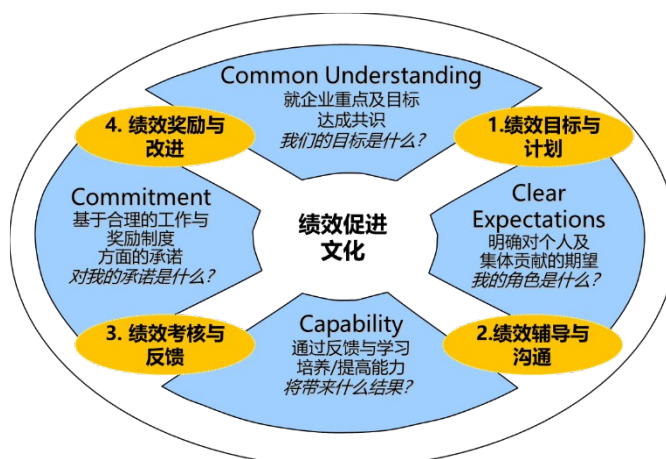 Common Understanding
就企业重点及目标
达成共识
我们的目标是什么?
4. 绩效奖励与
改进
1.绩效目标与
计划
Commitment
基于合理的工作与
奖励制度
方面的承诺
对我的承诺是什么?
绩效促进
文化
Clear
Expectations
明确对个人及
集体贡献的期望
我的角色是什么?
3. 绩效考核与
反馈
Capability
通过反馈与学习
培养/提高能力
将带来什么结果?
2.绩效辅导与
沟通